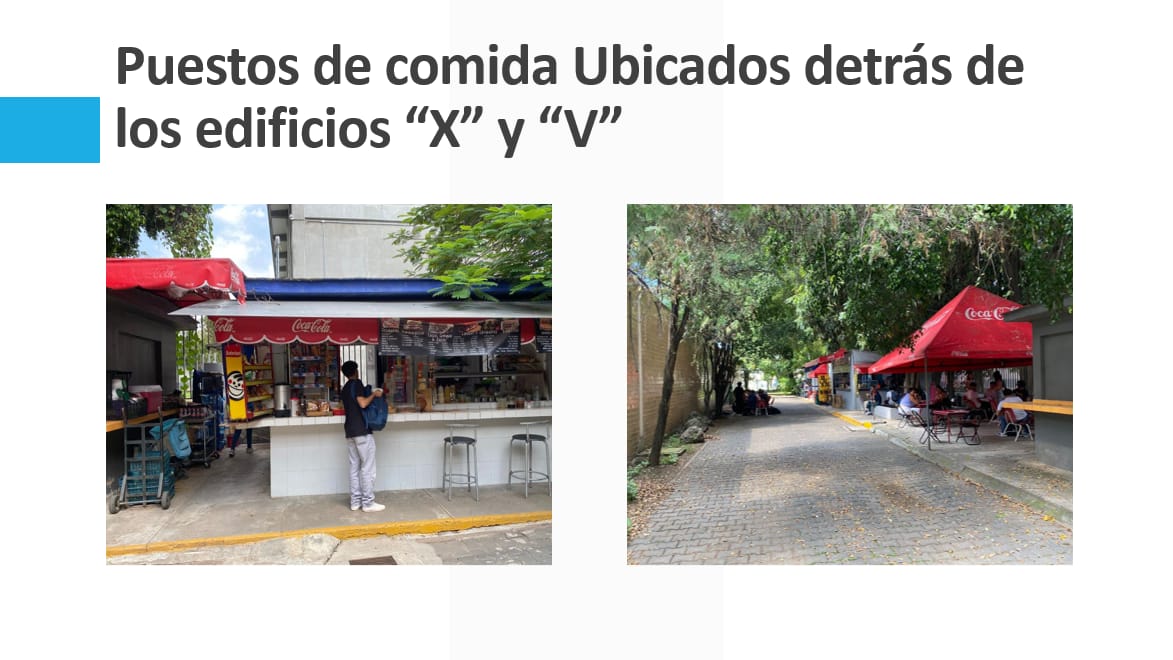 Puestos de comida Ubicados detrás de
los edificios “X” y “V”
Coca-Cola
Coca-Cola
Coca-Cola